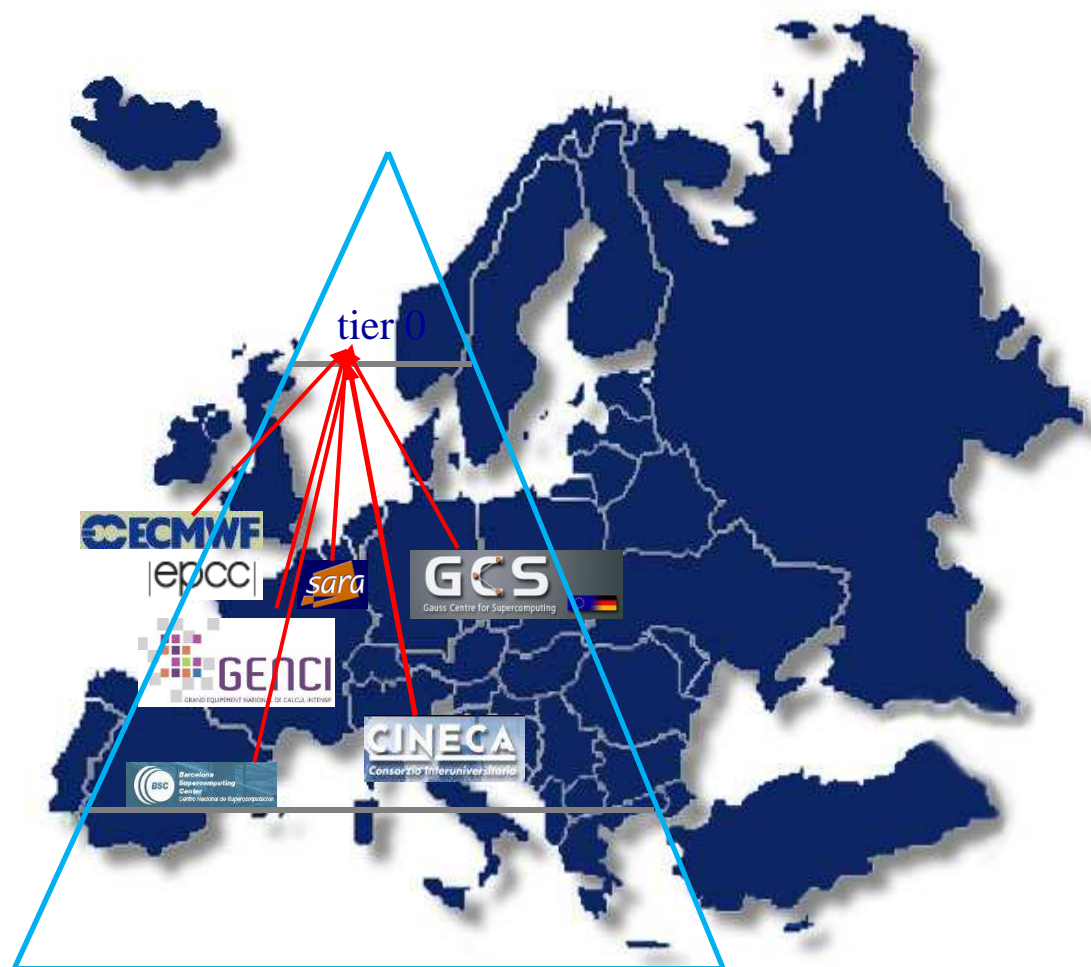 tier 0
ECMWF
epcc
sara
GCS
Gauss Centre for Supercomputing
GENCI
GRAND EQUIPEMENT NATIONAL DE CALCUL INTENSIF
CINECA
Consorzio Interuniversitario
BSC
Barcelona
Supercomputing
Center
Centro Nacional de Supercomputación